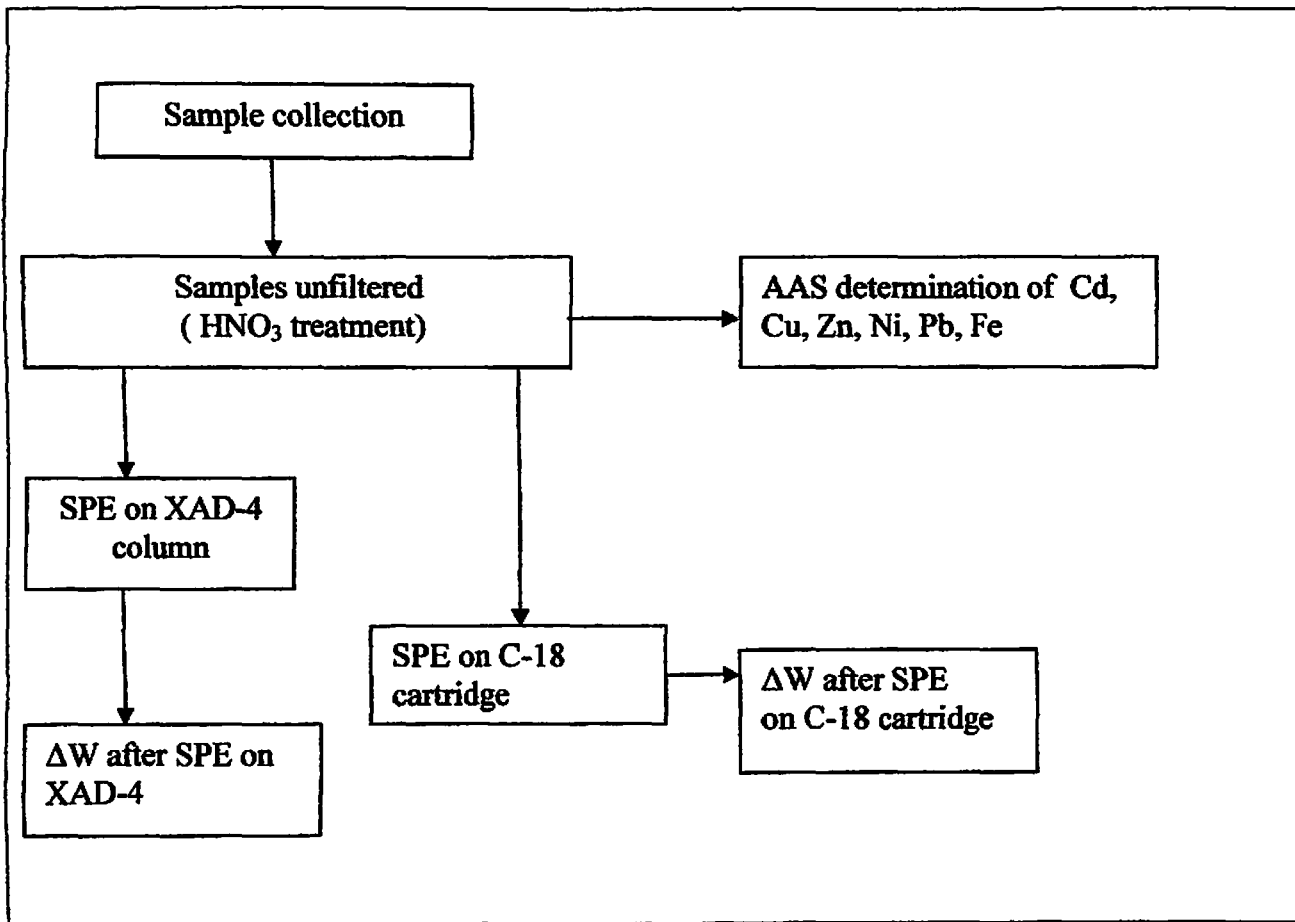 Sample collection
Samples unfiltered
( HNO₃ treatment)
AAS determination of Cd,
Cu, Zn, Ni, Pb, Fe
SPE on XAD-4
column
SPE on C-18
cartridge
ΔW after SPE
on C-18 cartridge
ΔW after SPE on
XAD-4